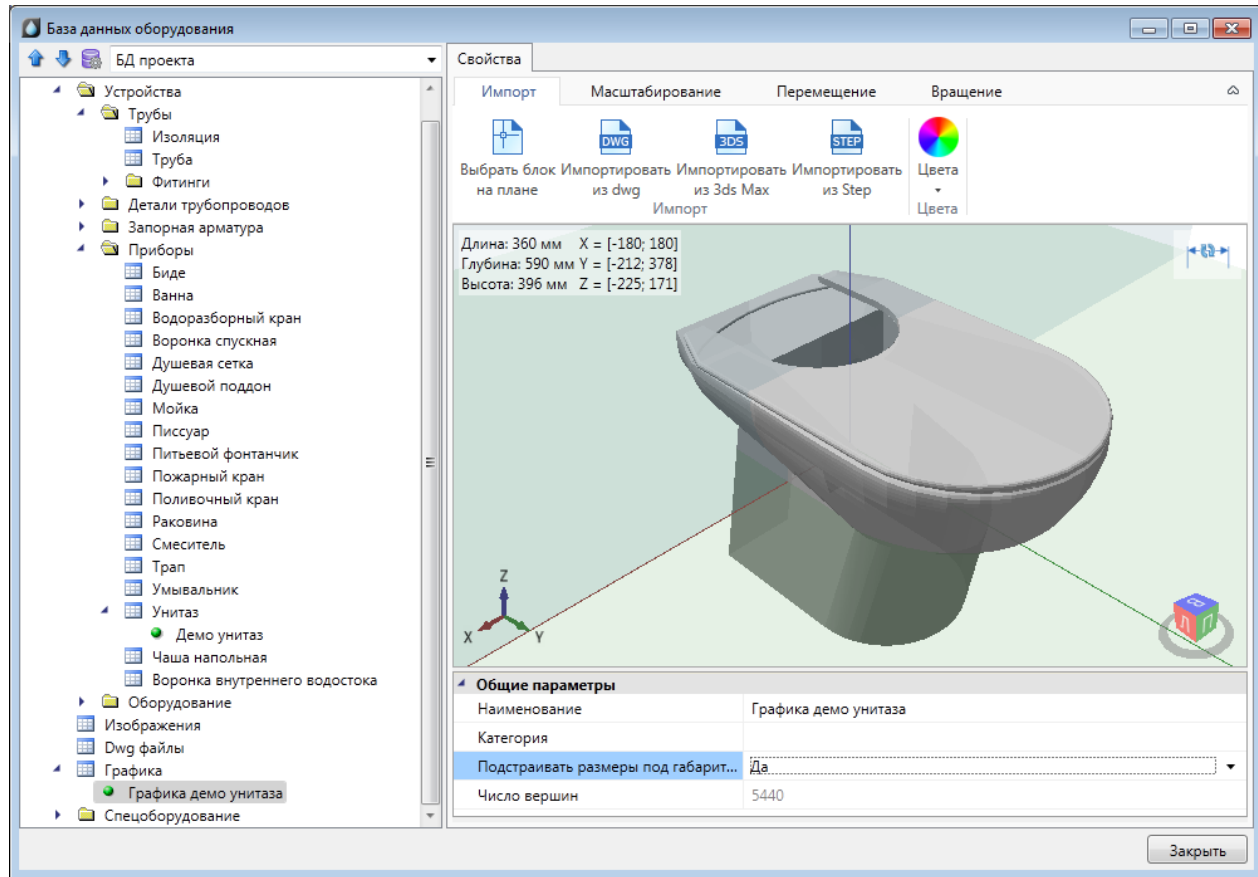 База данных оборудования
БД проекта
Устройства
Трубы
Изоляция
Труба
Фитинги
Детали трубопроводов
Запорная арматура
Приборы
Биде
Ванна
Водоразборный кран
Воронка спускная
Душевая сетка
Душевой поддон
Мойка
Писсуар
Питьевой фонтанчик
Пожарный кран
Поливочный кран
Раковина
Смеситель
Трап
Умывальник
Унитаз
Демо унитаз
Чаша напольная
Воронка внутреннего водостока
Оборудование
Изображения
Dwg файлы
Графика
Графика демо унитаза
Спецоборудование
Свойства
Импорт Масштабирование Перемещение Вращение
DWG 3DS STEP
Выбрать блок Импортировать Импортировать Импортировать Цвета
на плане из dwg из 3ds Max из Step
Импорт Цвета
Длина: 360 мм X = [-180; 180]
Глубина: 590 мм Y = [-212; 378]
Высота: 396 мм Z = [-225; 171]
Z
X Y
В
Л П
Общие параметры
Наименование Графика демо унитаза
Категория
Подстраивать размеры под габарит... Да
Число вершин 5440
Закрыть